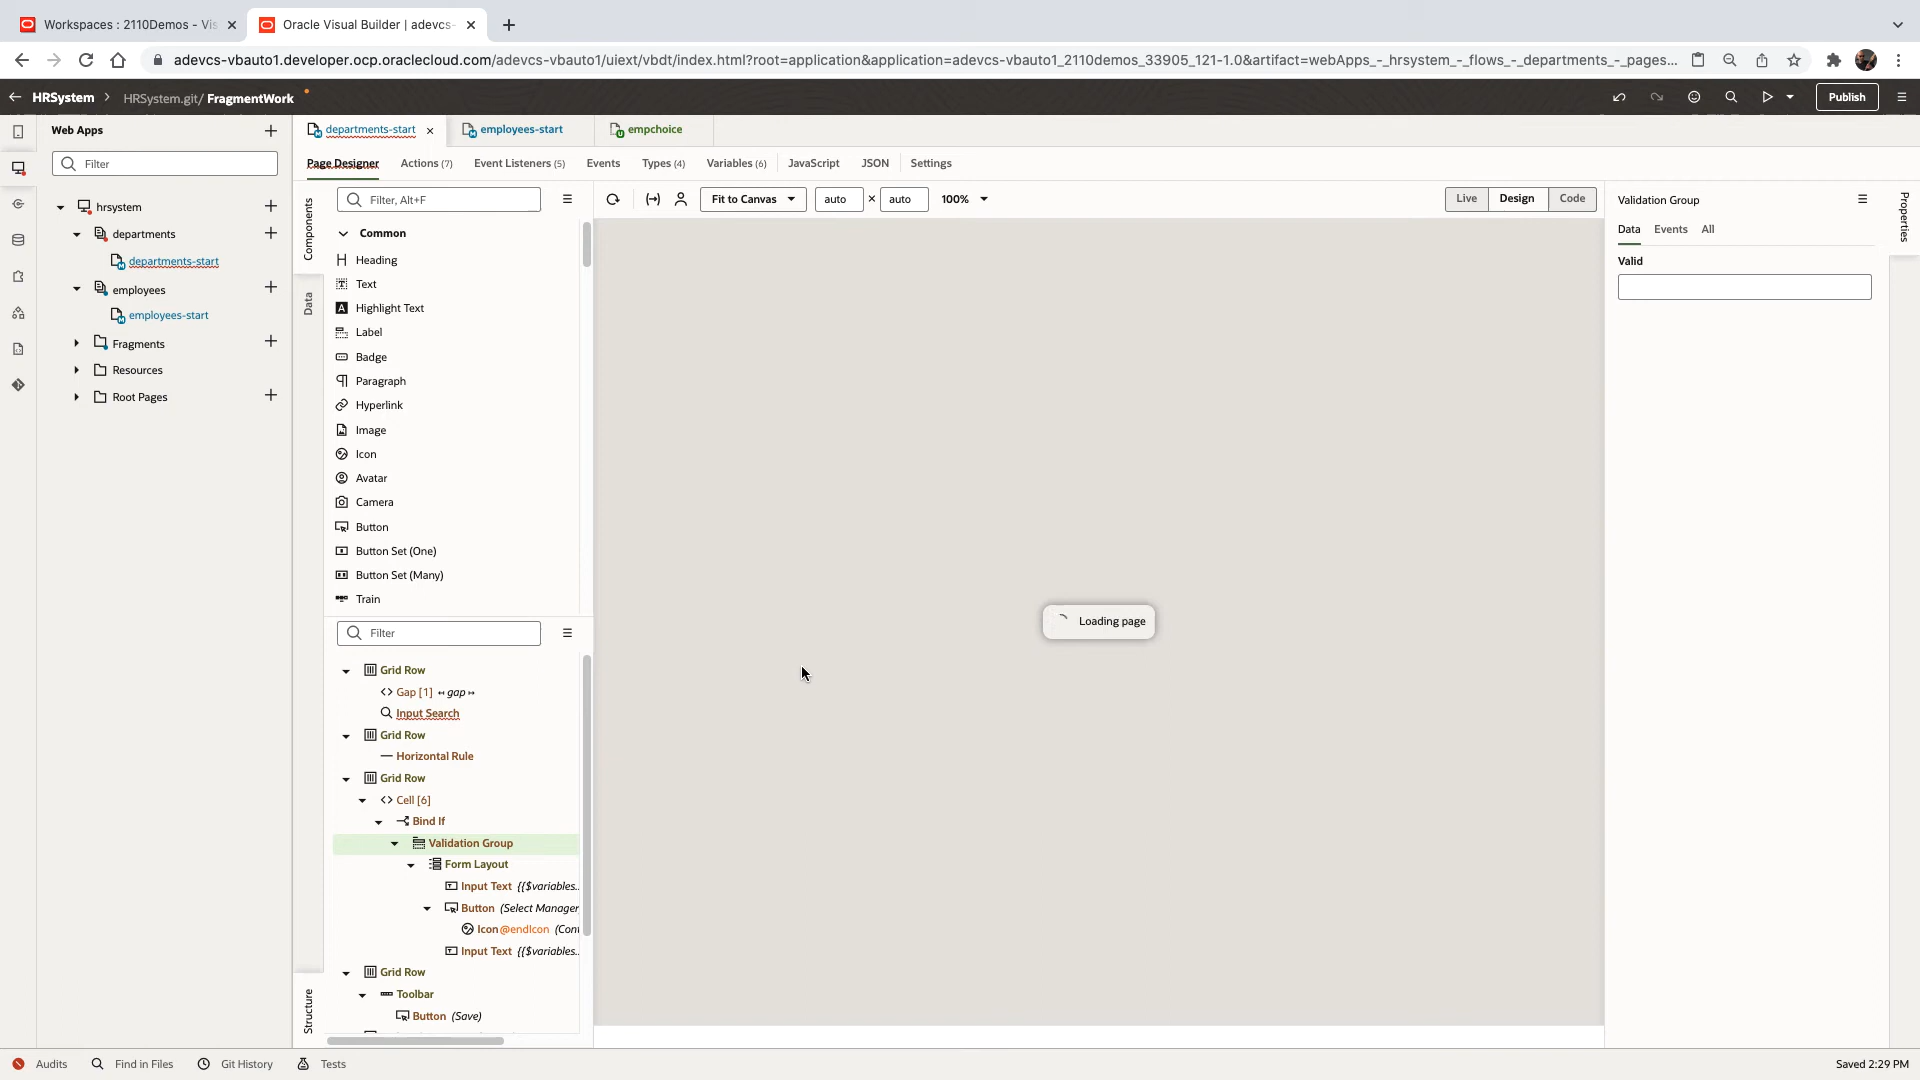 Workspaces : 2110Demos - Vis
Oracle Visual Builder | adevcs-
adevcs-vbauto1.developer.ocp.oraclecloud.com/adevcs-vbauto1/uiext/vbdt/index.html?root=application&application=adevcs-vbauto1_2110demos_33905_121-1.0&artifact=webApps_-_hrsystem_-_flows_-_departments_-_pages...
HRSystem
HRSystem.git/ FragmentWork
Publish
Web Apps
Filter
hrsystem
departments
departments-start
employees
employees-start
Fragments
Resources
Root Pages
departments-start
employees-start
empchoice
Page Designer
Actions (7)
Event Listeners (5)
Events
Types (4)
Variables (6)
JavaScript
JSON
Settings
Components
Data
Filter, Alt+F
Common
Heading
Text
Highlight Text
Label
Badge
Paragraph
Hyperlink
Image
Icon
Avatar
Camera
Button
Button Set (One)
Button Set (Many)
Train
Structure
Filter
Grid Row
Gap [1] gap
Input Search
Grid Row
Horizontal Rule
Grid Row
Cell [6]
Bind If
Validation Group
Form Layout
Input Text {{$variables..
Button (Select Manager
Icon@endIcon (Cont
Input Text {{$variables..
Grid Row
Toolbar
Button (Save)
Fit to Canvas
auto × auto
100%
Live
Design
Code
Loading page
Validation Group
Data
Events
All
Valid
Properties
Audits
Find in Files
Git History
Tests
Saved 2:29 PM